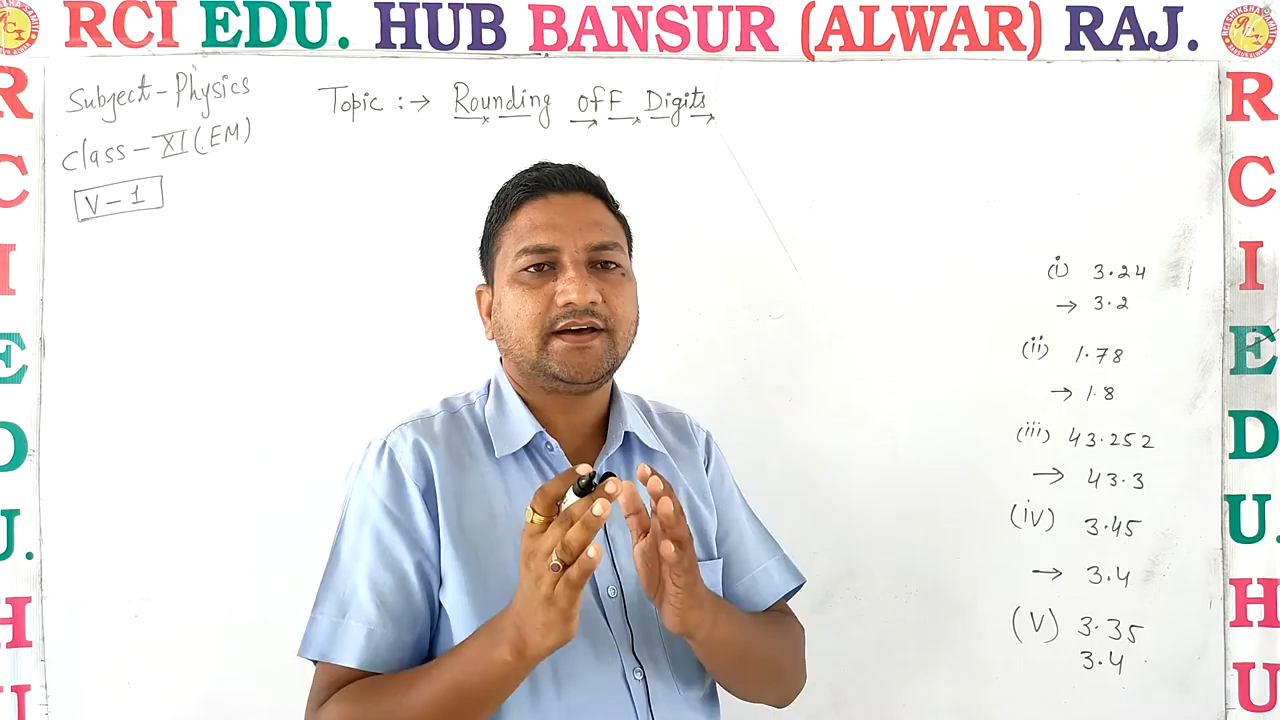 RCI EDU. HUB BANSUR (ALWAR) RAJ.
R
C
I
E
D
U.
H
U
Subject - Physics
Class - XI (EM)
V - 1
Topic :→ Rounding off Digits
(i) 3.24
→ 3.2
(ii) 1.78
→ 1.8
(iii) 43.252
→ 43.3
(iv) 3.45
→ 3.4
(V) 3.35
3.4
R
C
I
E
D
U.
H
U